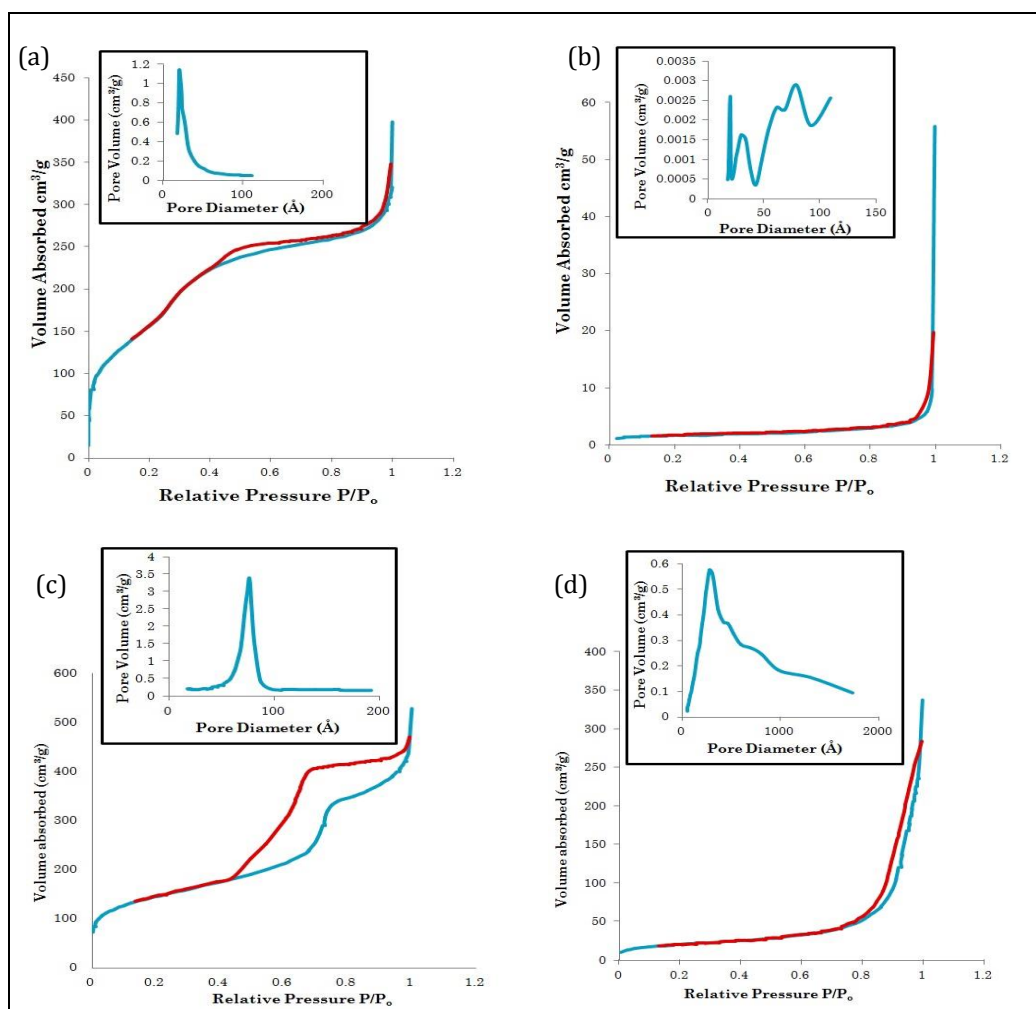 (a)
Pore Volume (cm³/g)
1.2
1
0.8
0.6
0.4
0.2
0
0 100 200
Pore Diameter (Å)
Volume Absorbed cm³/g
450
400
350
300
250
200
150
100
50
0
0 0.2 0.4 0.6 0.8 1 1.2
Relative Pressure P/Pₒ
(b)
Pore Volume (cm³/g)
0.0035
0.003
0.0025
0.002
0.0015
0.001
0.0005
0
0 50 100 150
Pore Diameter (Å)
Volume Absorbed cm³/g
60
50
40
30
20
10
0
0 0.2 0.4 0.6 0.8 1 1.2
Relative Pressure P/Pₒ
(c)
Pore Volume (cm³/g)
4
3.5
3
2.5
2
1.5
1
0.5
0
0 100 200
Pore Diameter (Å)
Volume absorbed (cm³/g)
600
500
400
300
200
100
0
0 0.2 0.4 0.6 0.8 1 1.2
Relative Pressure P/Pₒ
(d)
Pore Volume (cm³/g)
0.6
0.5
0.4
0.3
0.2
0.1
0
0 1000 2000
Pore Diameter (Å)
Volume absorbed (cm³/g)
400
350
300
250
200
150
100
50
0
0 0.2 0.4 0.6 0.8 1 1.2
Relative Pressure P/Pₒ